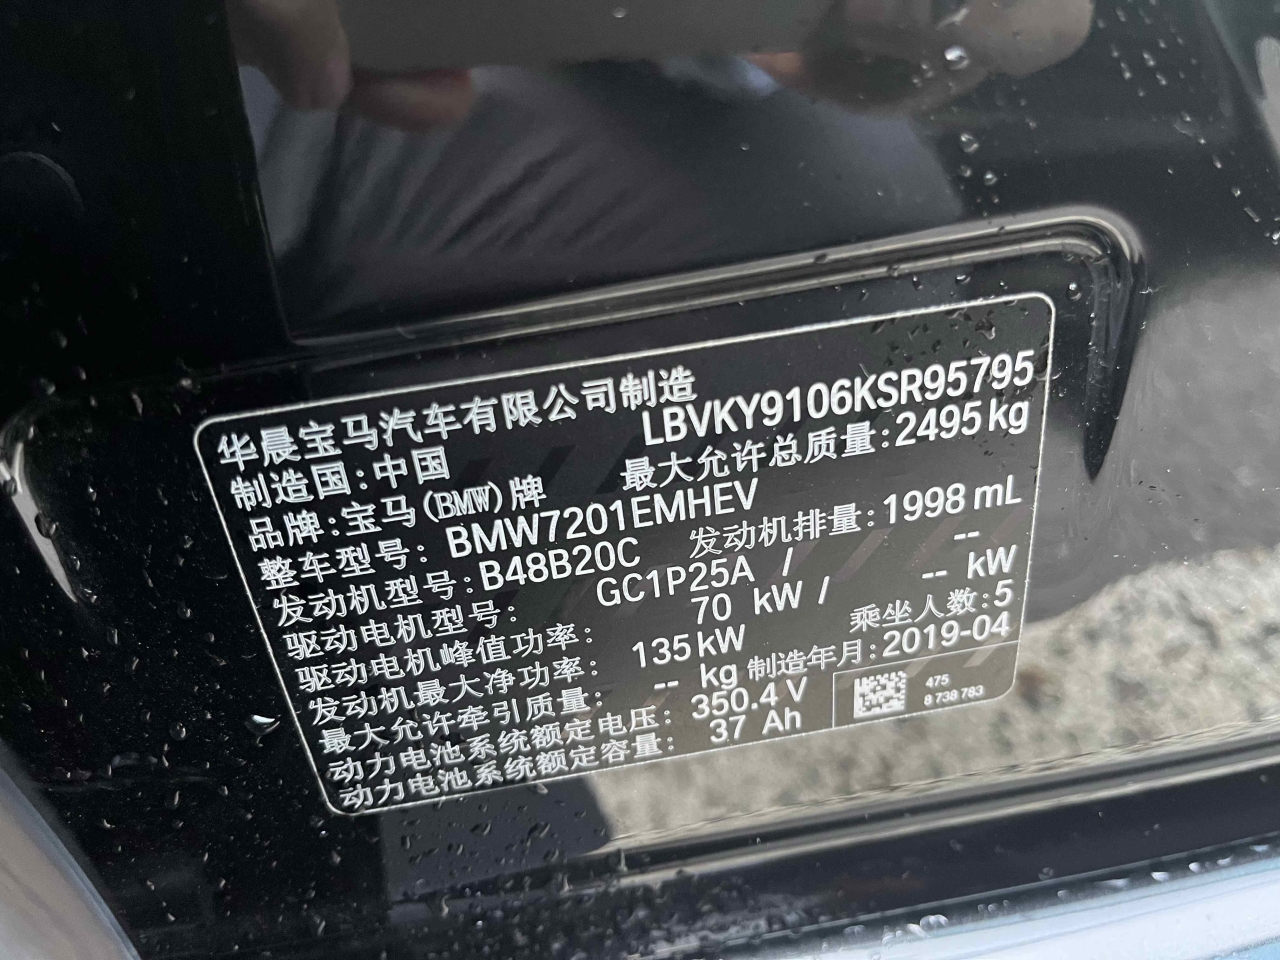 华晨宝马汽车有限公司制造
LBVKY9106KSR95795
制造国:中国
最大允许总质量:2495kg
品牌:宝马(BMW)牌
整车型号: BMW7201EMHEV
发动机型号: B48B20C 发动机排量:1998 mL
驱动电机型号: GC1P25A / --
驱动电机峰值功率: 70 kW / -- kW
发动机最大净功率: 135kW 乘坐人数:5
最大允许牵引质量: -- kg 制造年月:2019-04
动力电池系统额定电压: 350.4 V
动力电池系统额定容量: 37 Ah
475
8 738 783